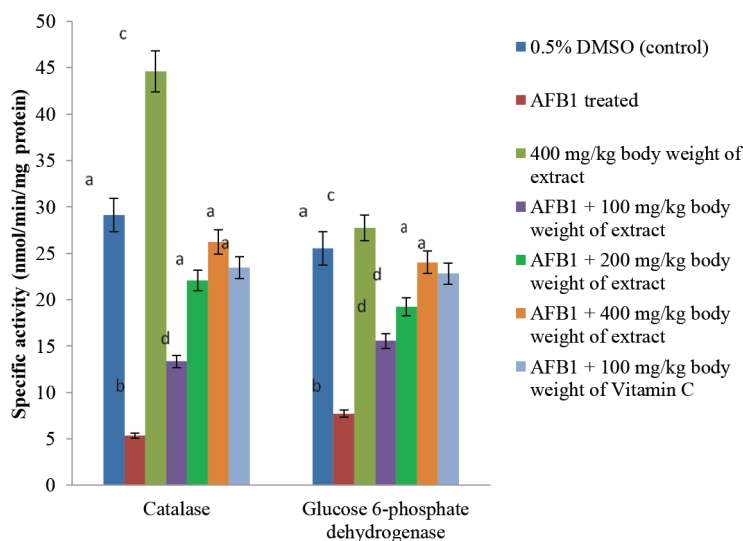 50
45
40
35
30
25
20
15
10
5
0
Specific activity (nmol/min/mg protein)
a
b
c
d
a
a
a
a
b
c
d
d
a
a
Catalase
Glucose 6-phosphate
dehydrogenase
0.5% DMSO (control)
AFB1 treated
400 mg/kg body weight of
extract
AFB1 + 100 mg/kg body
weight of extract
AFB1 + 200 mg/kg body
weight of extract
AFB1 + 400 mg/kg body
weight of extract
AFB1 + 100 mg/kg body
weight of Vitamin C